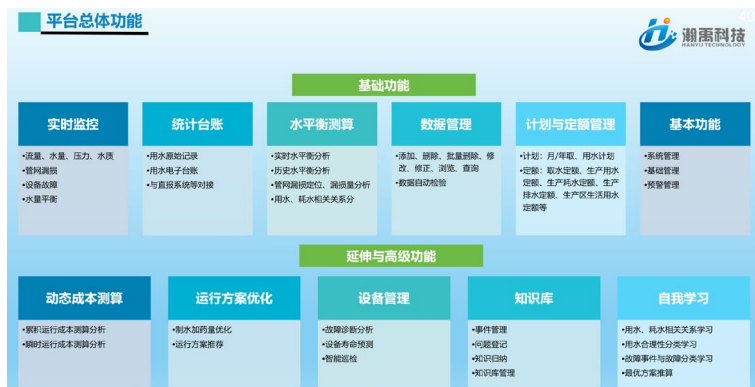 平台总体功能
瀚禹科技
HANYU TECHNOLOGY
基础功能
实时监控
•流量、水量、压力、水质
•管网漏损
•设备故障
•水量平衡
统计台账
•用水原始记录
•用水电子台账
•与直报系统等对接
水平衡测算
•实时水平衡分析
•历史水平衡分析
•管网漏损定位、漏损量分析
•用水、耗水相关关系分
数据管理
•添加、删除、批量删除、修
改、修正、浏览、查询
•数据自动检验
计划与定额管理
•计划：月/年取、用水计划
•定额：取水定额、生产用水
定额、生产耗水定额、生产
排水定额、生产区生活用水
定额等
基本功能
•系统管理
•基础管理
•预警管理
延伸与高级功能
动态成本测算
•累积运行成本测算分析
•瞬时运行成本测算分析
运行方案优化
•制水加药量优化
•运行方案推荐
设备管理
•故障诊断分析
•设备寿命预测
•智能巡检
知识库
•事件管理
•问题登记
•知识归纳
•知识库管理
自我学习
•用水、耗水相关关系学习
•用水合理性分类学习
•故障事件与故障分类学习
•最优方案推算